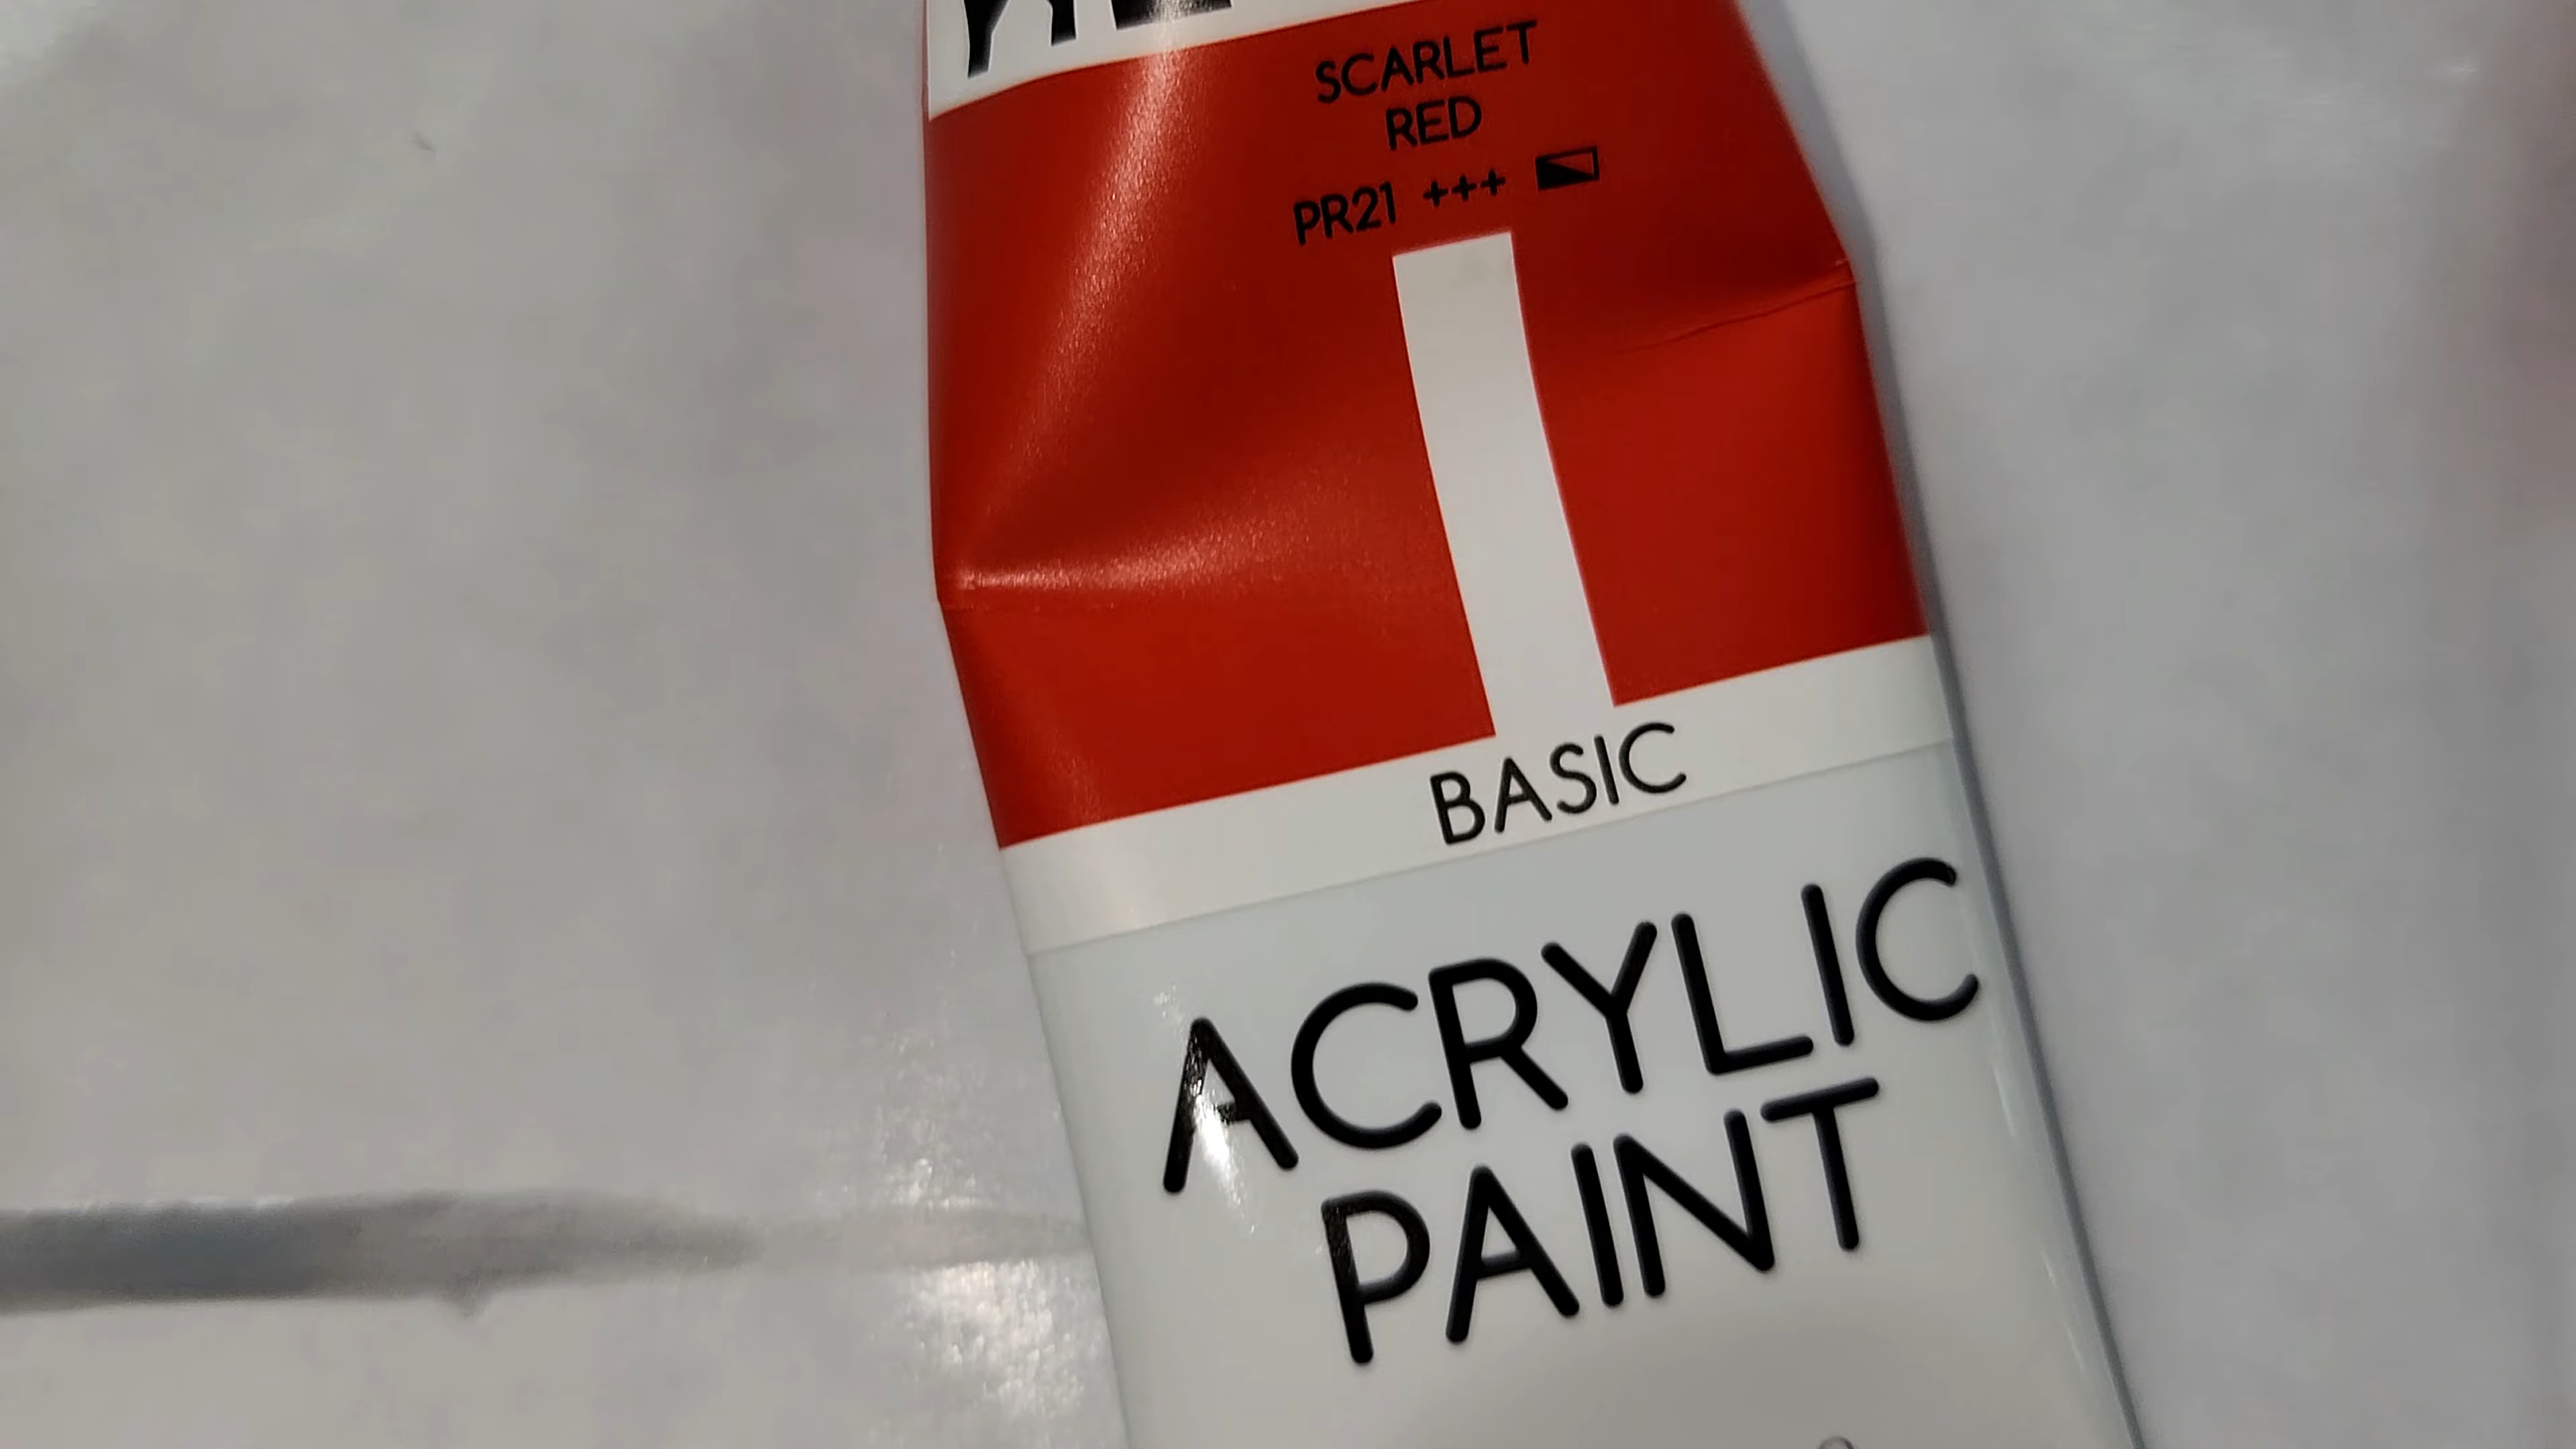 SCARLET
RED
PR21 +++
BASIC
ACRYLIC
PAINT